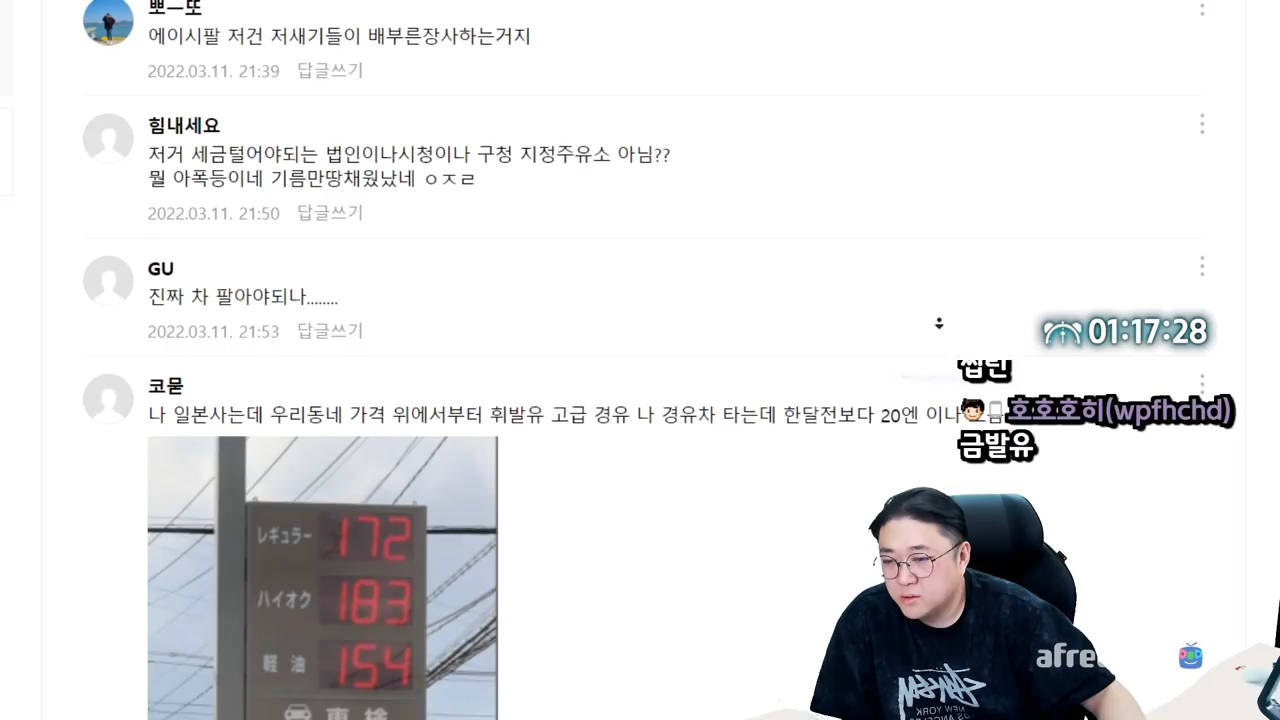 뽀ㅡ또
에이시팔 저건 저새기들이 배부른장사하는거지
2022.03.11. 21:39 답글쓰기
힘내세요
저거 세금털어야되는 법인이나시청이나 구청 지정주유소 아님??
뭘 아폭등이네 기름만땅채웠났네 ㅇㅈㄹ
2022.03.11. 21:50 답글쓰기
GU
진짜 차 팔아야되나........
2022.03.11. 21:53 답글쓰기
01:17:28
코묻
나 일본사는데 우리동네 가격 위에서부터 휘발유 고급 경유 나 경유차 타는데 한달전보다 20엔 이나
호호호히(wpfhchd)
금발유
レギュラー 172
ハイオク 183
軽油 154
車検
NEW YORK
afre